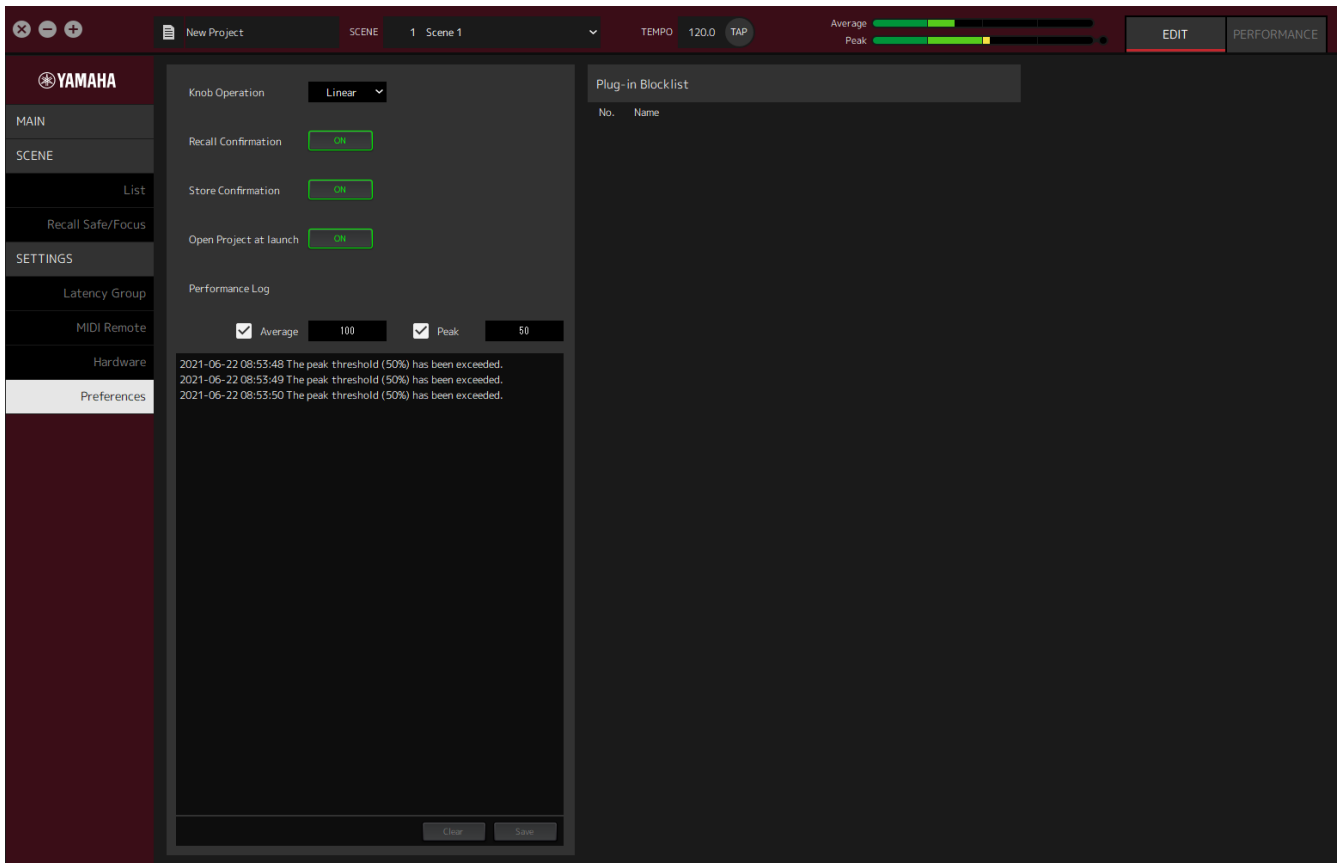 New Project SCENE 1 Scene 1 TEMPO 120.0 TAP Average Peak EDIT PERFORMANCE
YAMAHA
MAIN
SCENE
List
Recall Safe/Focus
SETTINGS
Latency Group
MIDI Remote
Hardware
Preferences
Knob Operation Linear
Recall Confirmation ON
Store Confirmation ON
Open Project at launch ON
Performance Log
Average 100 Peak 50
2021-06-22 08:53:48 The peak threshold (50%) has been exceeded.
2021-06-22 08:53:49 The peak threshold (50%) has been exceeded.
2021-06-22 08:53:50 The peak threshold (50%) has been exceeded.
Clear Save
Plug-in Blocklist
No. Name